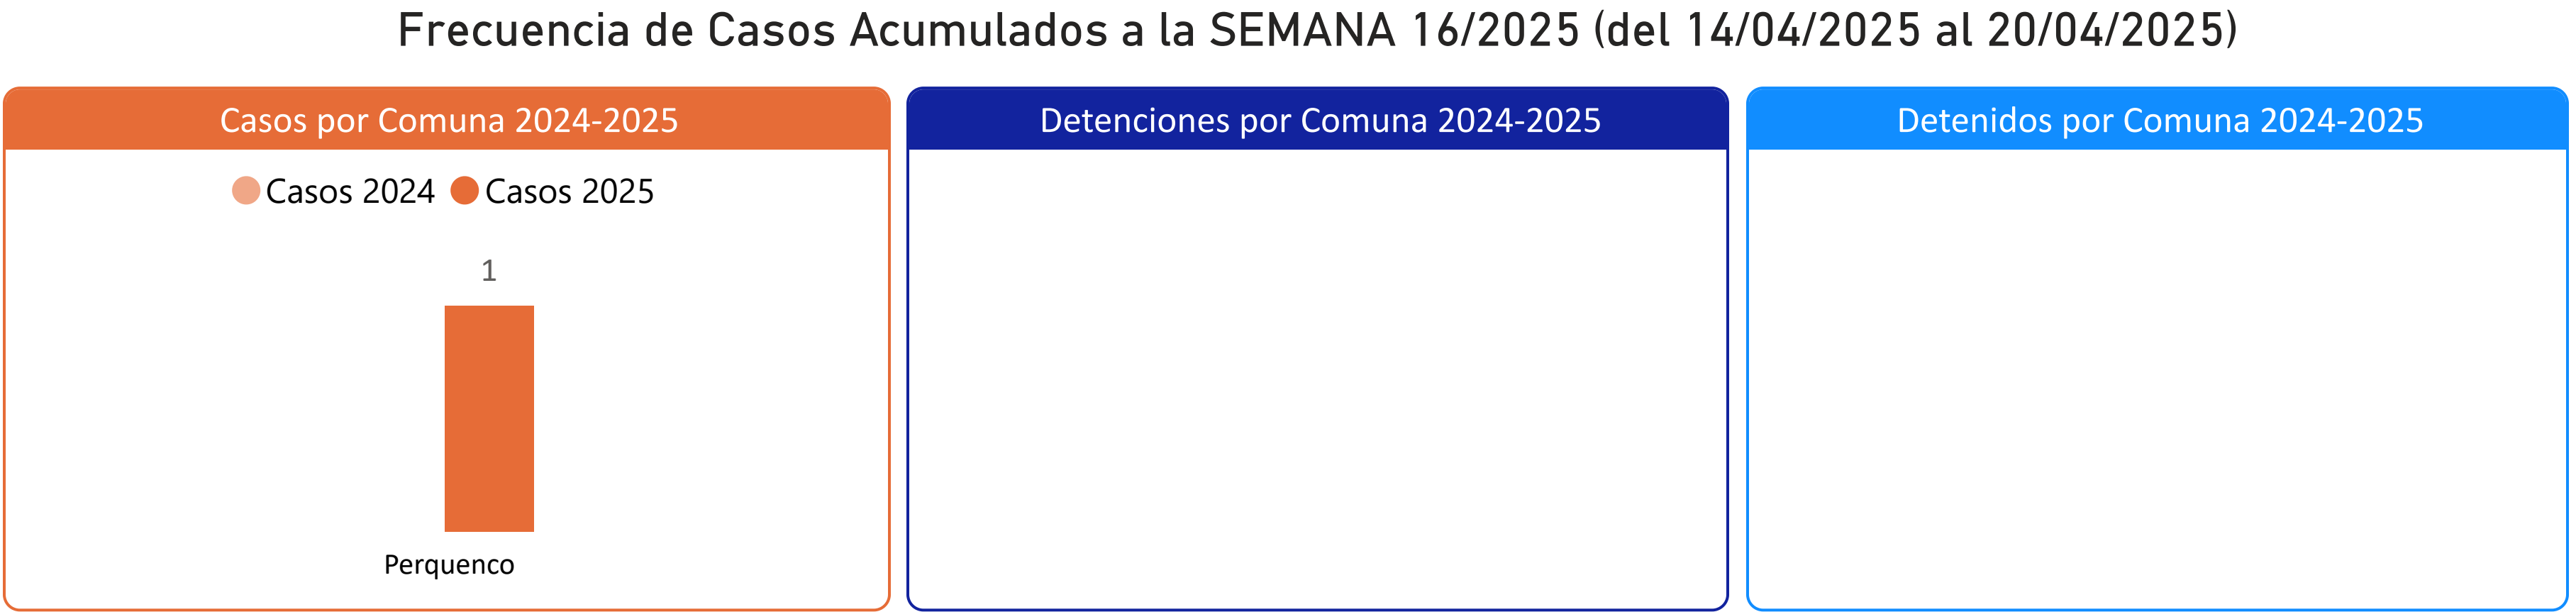 Frecuencia de Casos Acumulados a la SEMANA 16/2025 (del 14/04/2025 al 20/04/2025)
Casos por Comuna 2024-2025
Casos 2024 Casos 2025
1
Perquenco
Detenciones por Comuna 2024-2025
Detenidos por Comuna 2024-2025